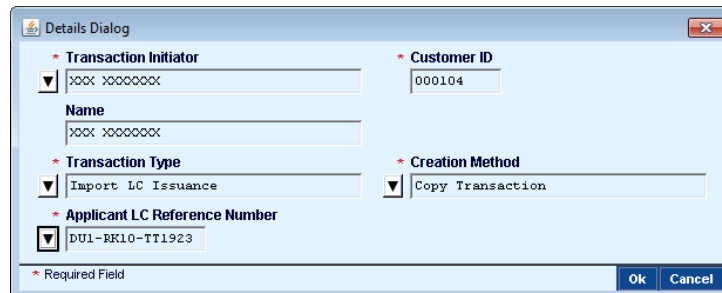 Details Dialog
* Transaction Initiator * Customer ID
XXX XXXXXXX 000104
Name
XXX XXXXXXX
* Transaction Type * Creation Method
Import LC Issuance Copy Transaction
* Applicant LC Reference Number
DU1-RK10-TT1923
* Required Field Ok Cancel